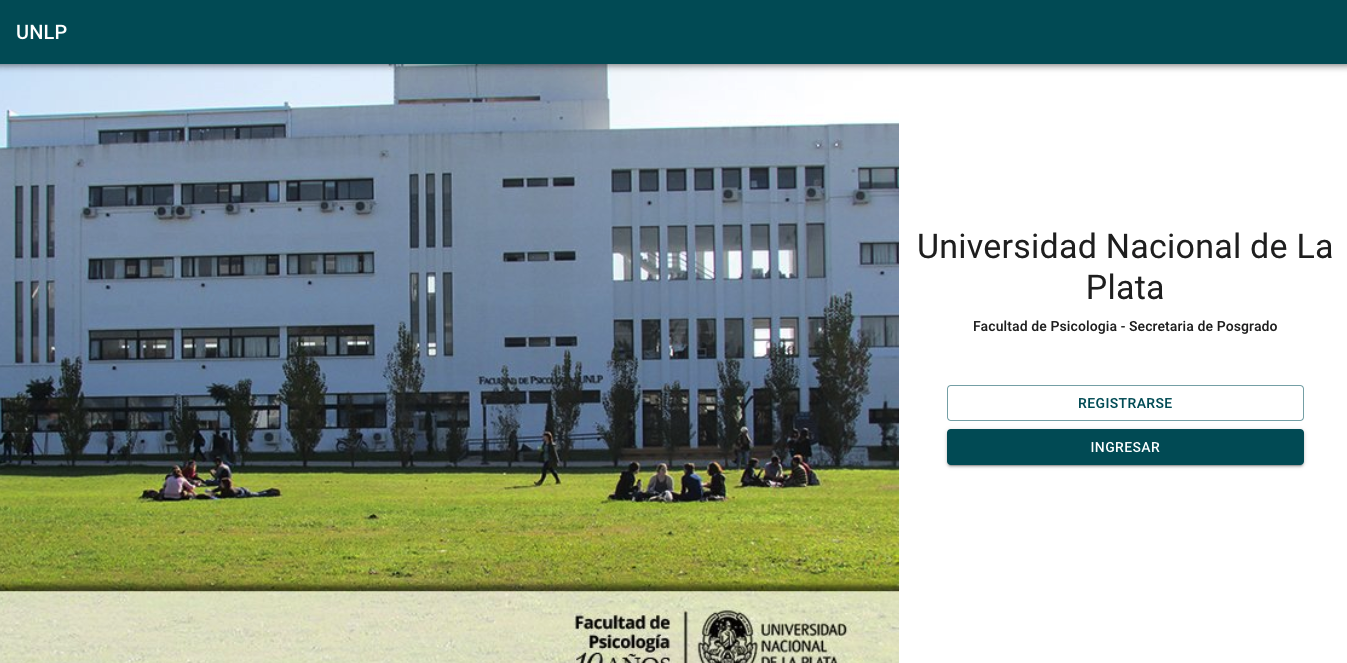 UNLP
Facultad de Psicologia UNLP
Facultad de
Psicología
10 AÑOS
UNIVERSIDAD
NACIONAL
DE LA PLATA
Universidad Nacional de La
Plata
Facultad de Psicologia - Secretaria de Posgrado
REGISTRARSE
INGRESAR